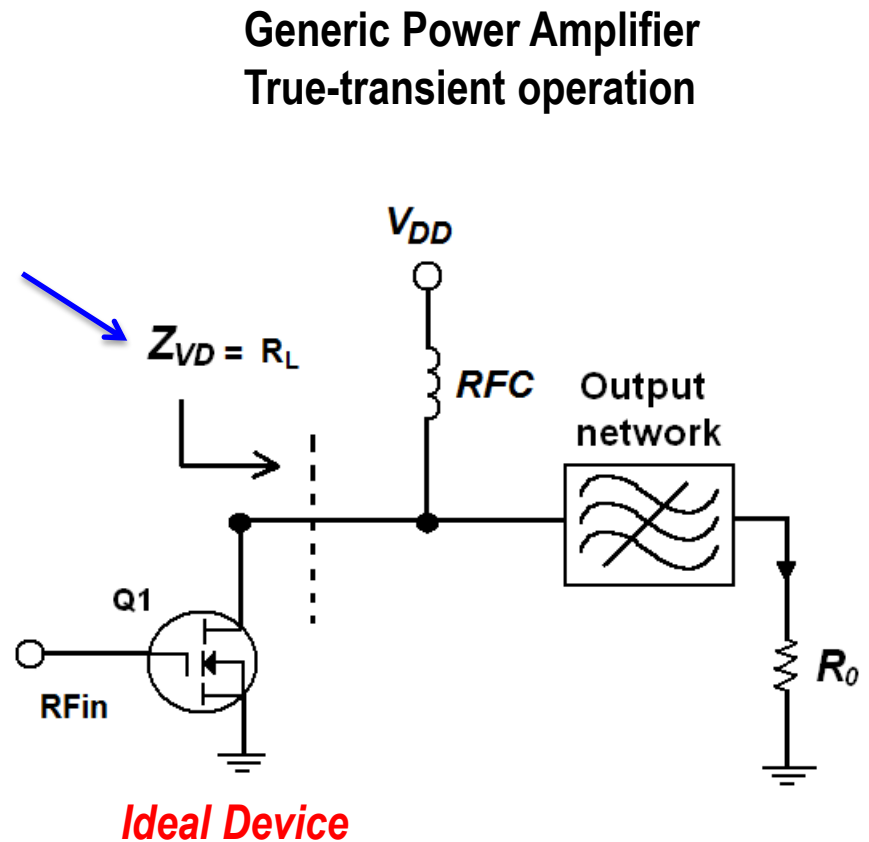 Generic Power Amplifier
True-transient operation
VDD
ZVD = RL
RFC
Output
network
Q1
RFin
R0
Ideal Device